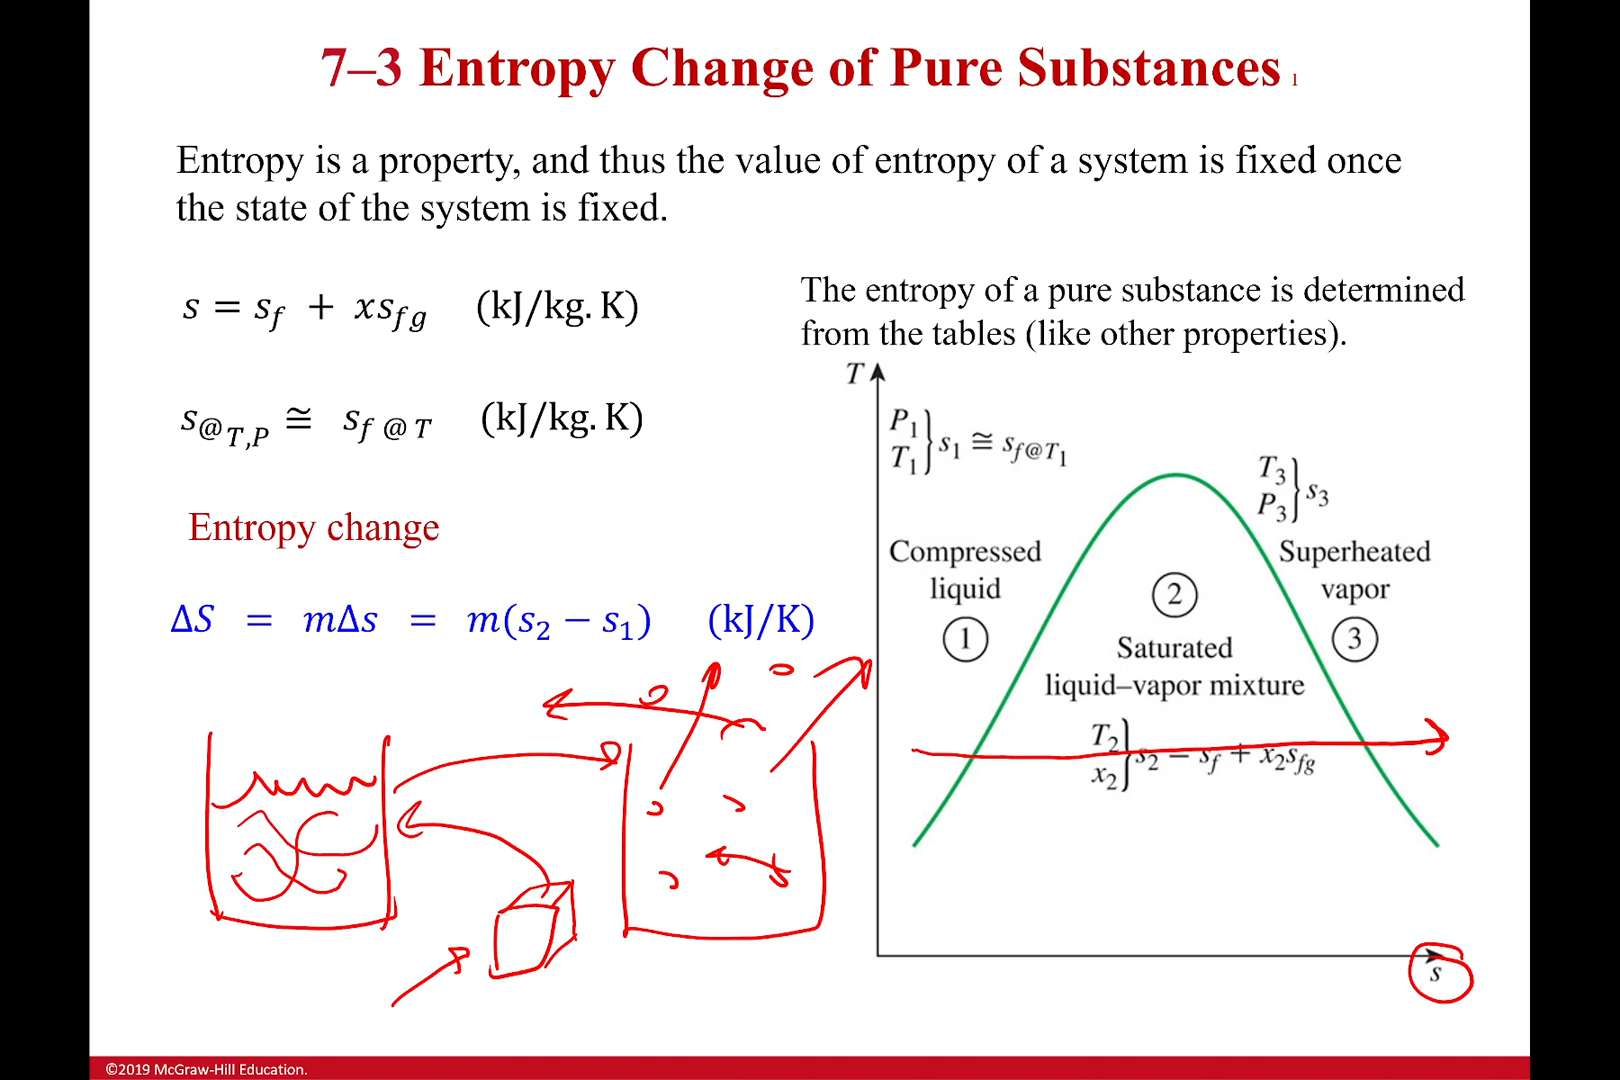 7–3 Entropy Change of Pure Substances 1
Entropy is a property, and thus the value of entropy of a system is fixed once
the state of the system is fixed.
s = s_f + xs_fg (kJ/kg. K)
s_@T,P ≅ s_f @ T (kJ/kg. K)
Entropy change
ΔS = mΔs = m(s₂ − s₁) (kJ/K)
The entropy of a pure substance is determined
from the tables (like other properties).
T
P₁
T₁ } s₁ ≅ s_f@T₁
T₃
P₃ } s₃
Compressed
liquid
1
2
Saturated
liquid–vapor mixture
T₂
x₂ } s₂ = s_f + x₂s_fg
Superheated
vapor
3
s
©2019 McGraw-Hill Education.